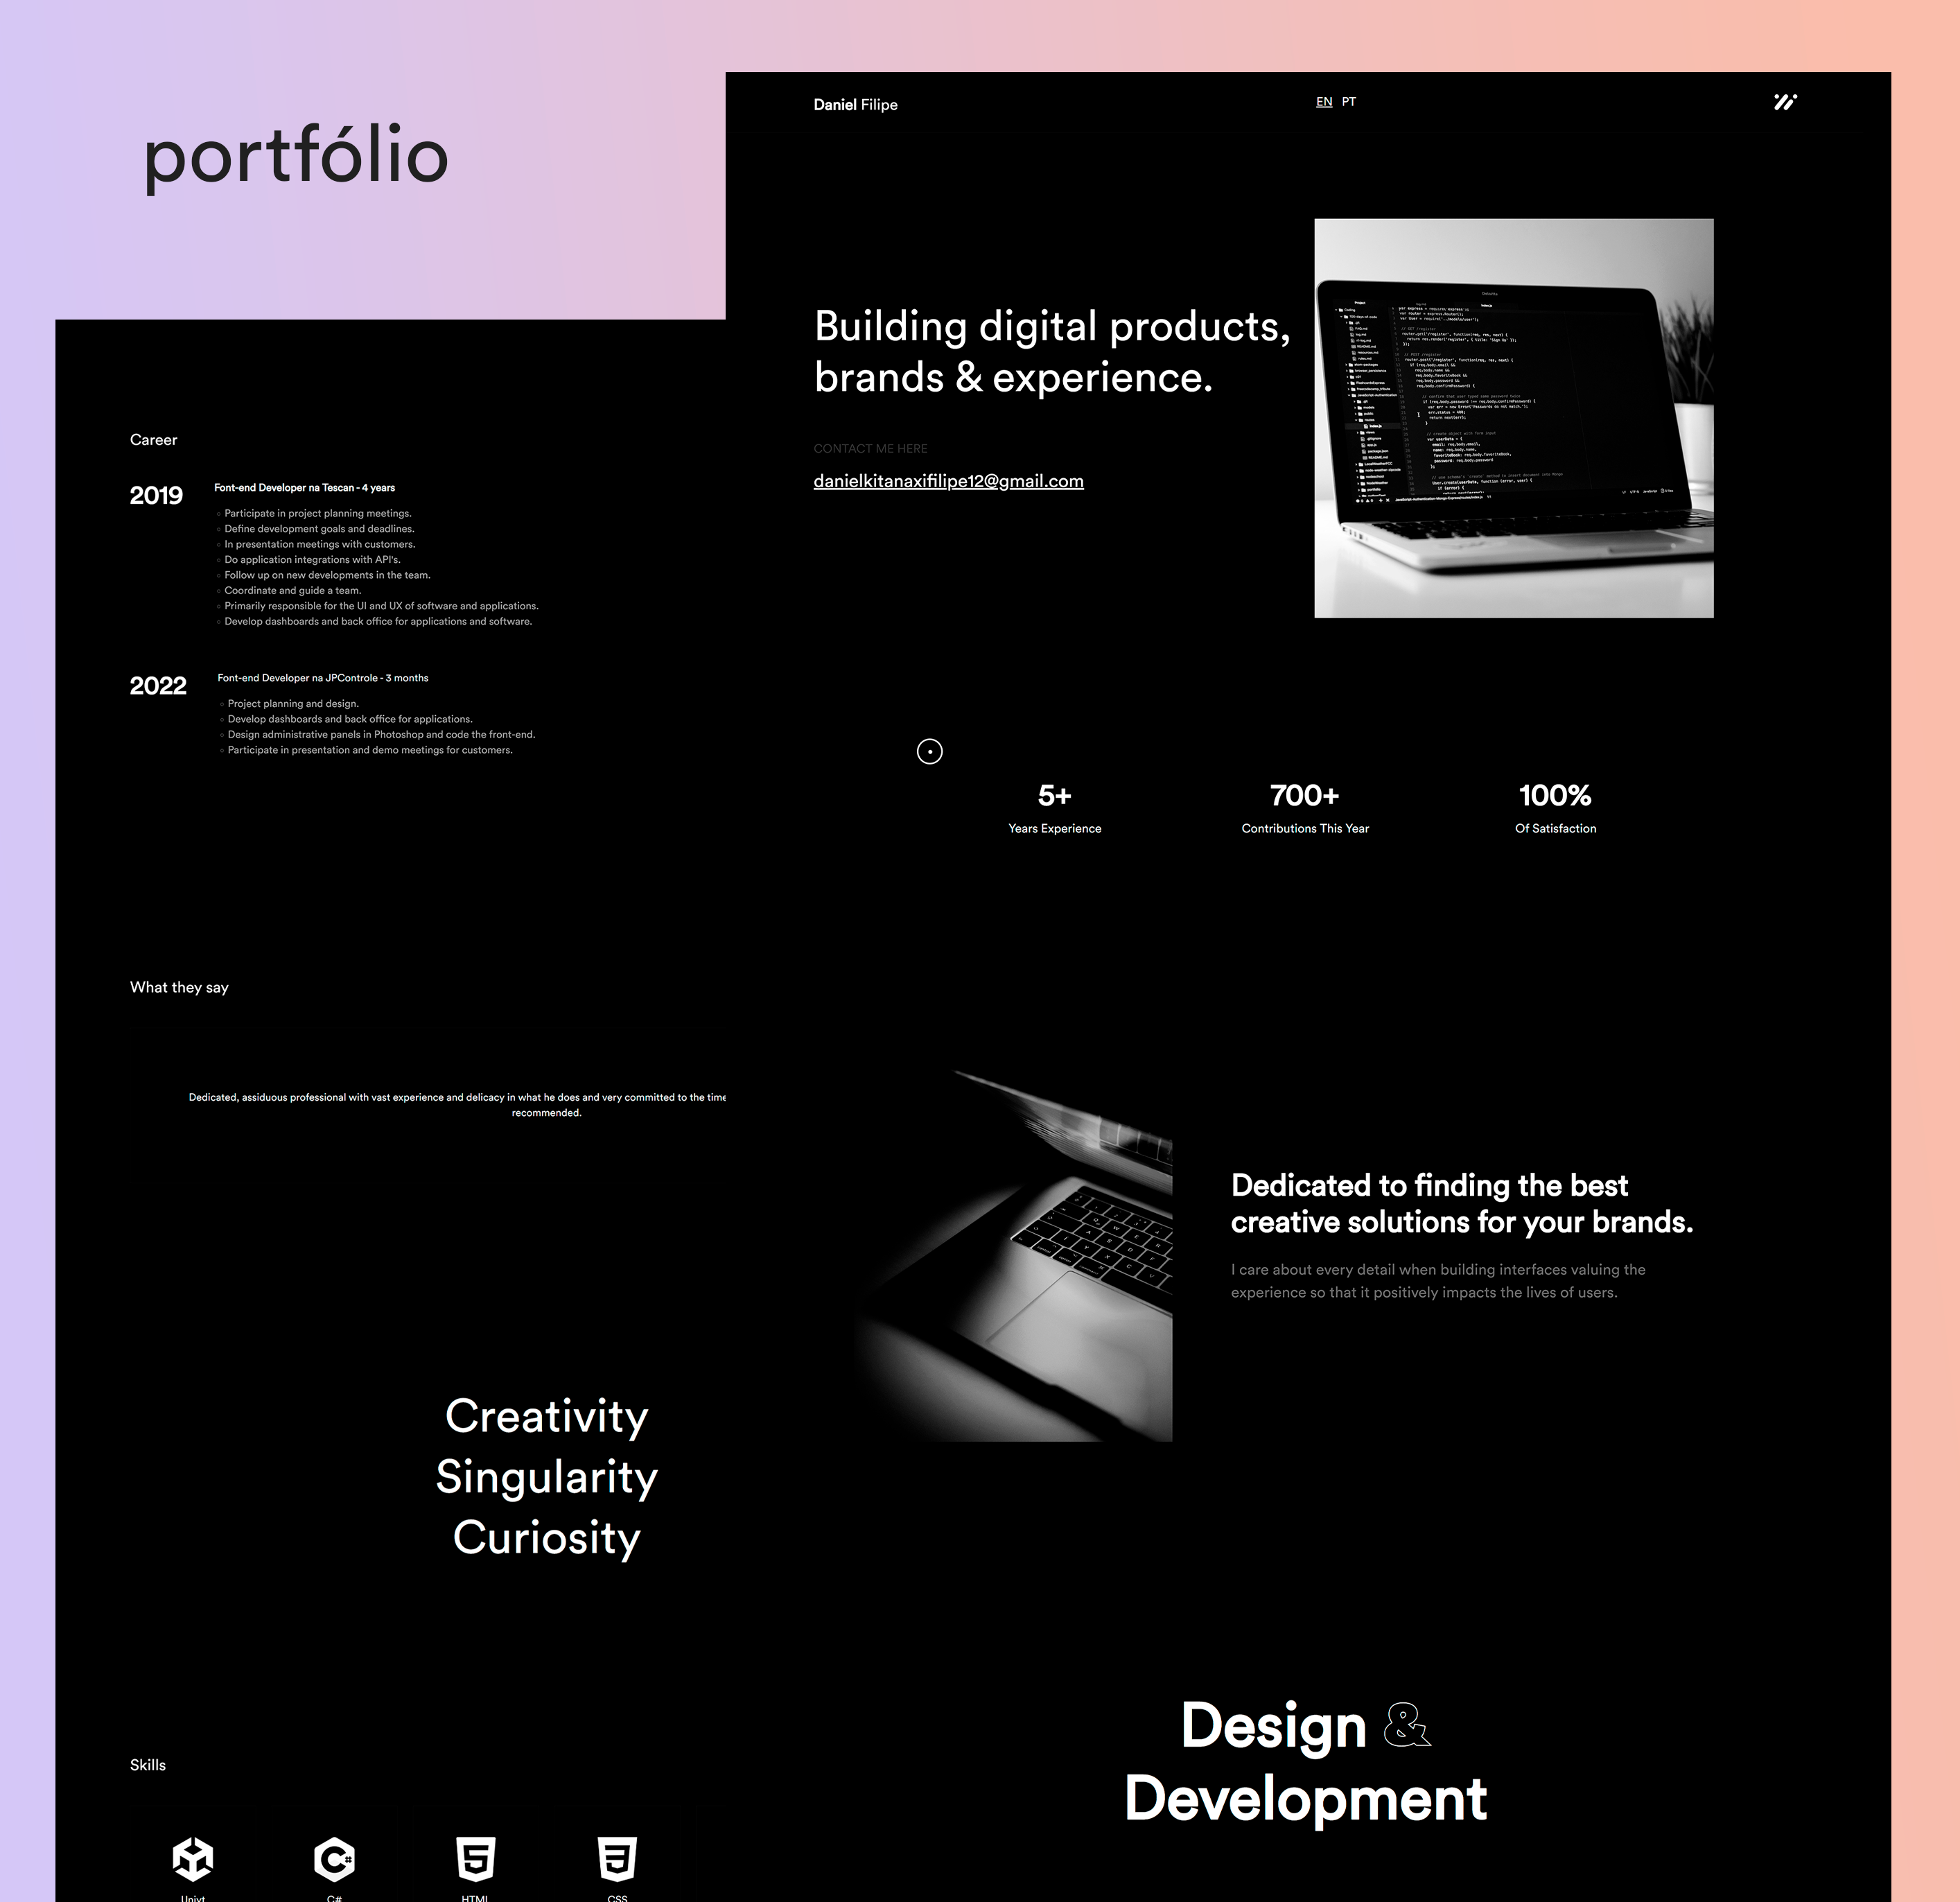 portfólio
Daniel Filipe
EN PT
Building digital products,
brands & experience.
CONTACT ME HERE
danielkitanaxifilipe12@gmail.com
5+
Years Experience
700+
Contributions This Year
100%
Of Satisfaction
Dedicated to finding the best
creative solutions for your brands.
I care about every detail when building interfaces valuing the
experience so that it positively impacts the lives of users.
Design &
Development
Career
2019
Font-end Developer na Tescan - 4 years
Participate in project planning meetings.
Define development goals and deadlines.
In presentation meetings with customers.
Do application integrations with API's.
Follow up on new developments in the team.
Coordinate and guide a team.
Primarily responsible for the UI and UX of software and applications.
Develop dashboards and back office for applications and software.
2022
Font-end Developer na JPControle - 3 months
Project planning and design.
Develop dashboards and back office for applications.
Design administrative panels in Photoshop and code the front-end.
Participate in presentation and demo meetings for customers.
What they say
Dedicated, assiduous professional with vast experience and delicacy in what he does and very committed to the time
recommended.
Creativity
Singularity
Curiosity
Skills
C#
HTML
CSS